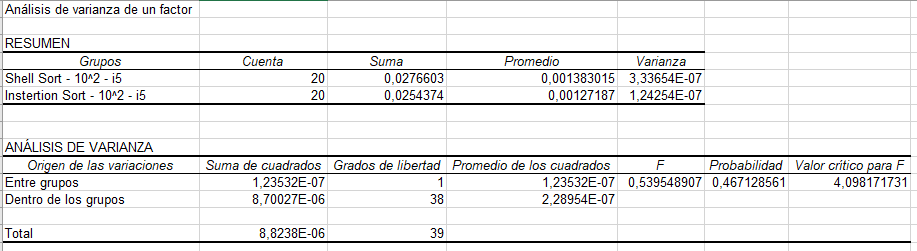 Análisis de varianza de un factor
RESUMEN
Grupos Cuenta Suma Promedio Varianza
Shell Sort - 10^2 - i5 20 0,0276603 0,001383015 3,33654E-07
Instertion Sort - 10^2 - i5 20 0,0254374 0,00127187 1,24254E-07
ANÁLISIS DE VARIANZA
Origen de las variaciones Suma de cuadrados Grados de libertad Promedio de los cuadrados F Probabilidad Valor crítico para F
Entre grupos 1,23532E-07 1 1,23532E-07 0,539548907 0,467128561 4,098171731
Dentro de los grupos 8,70027E-06 38 2,28954E-07
Total 8,8238E-06 39